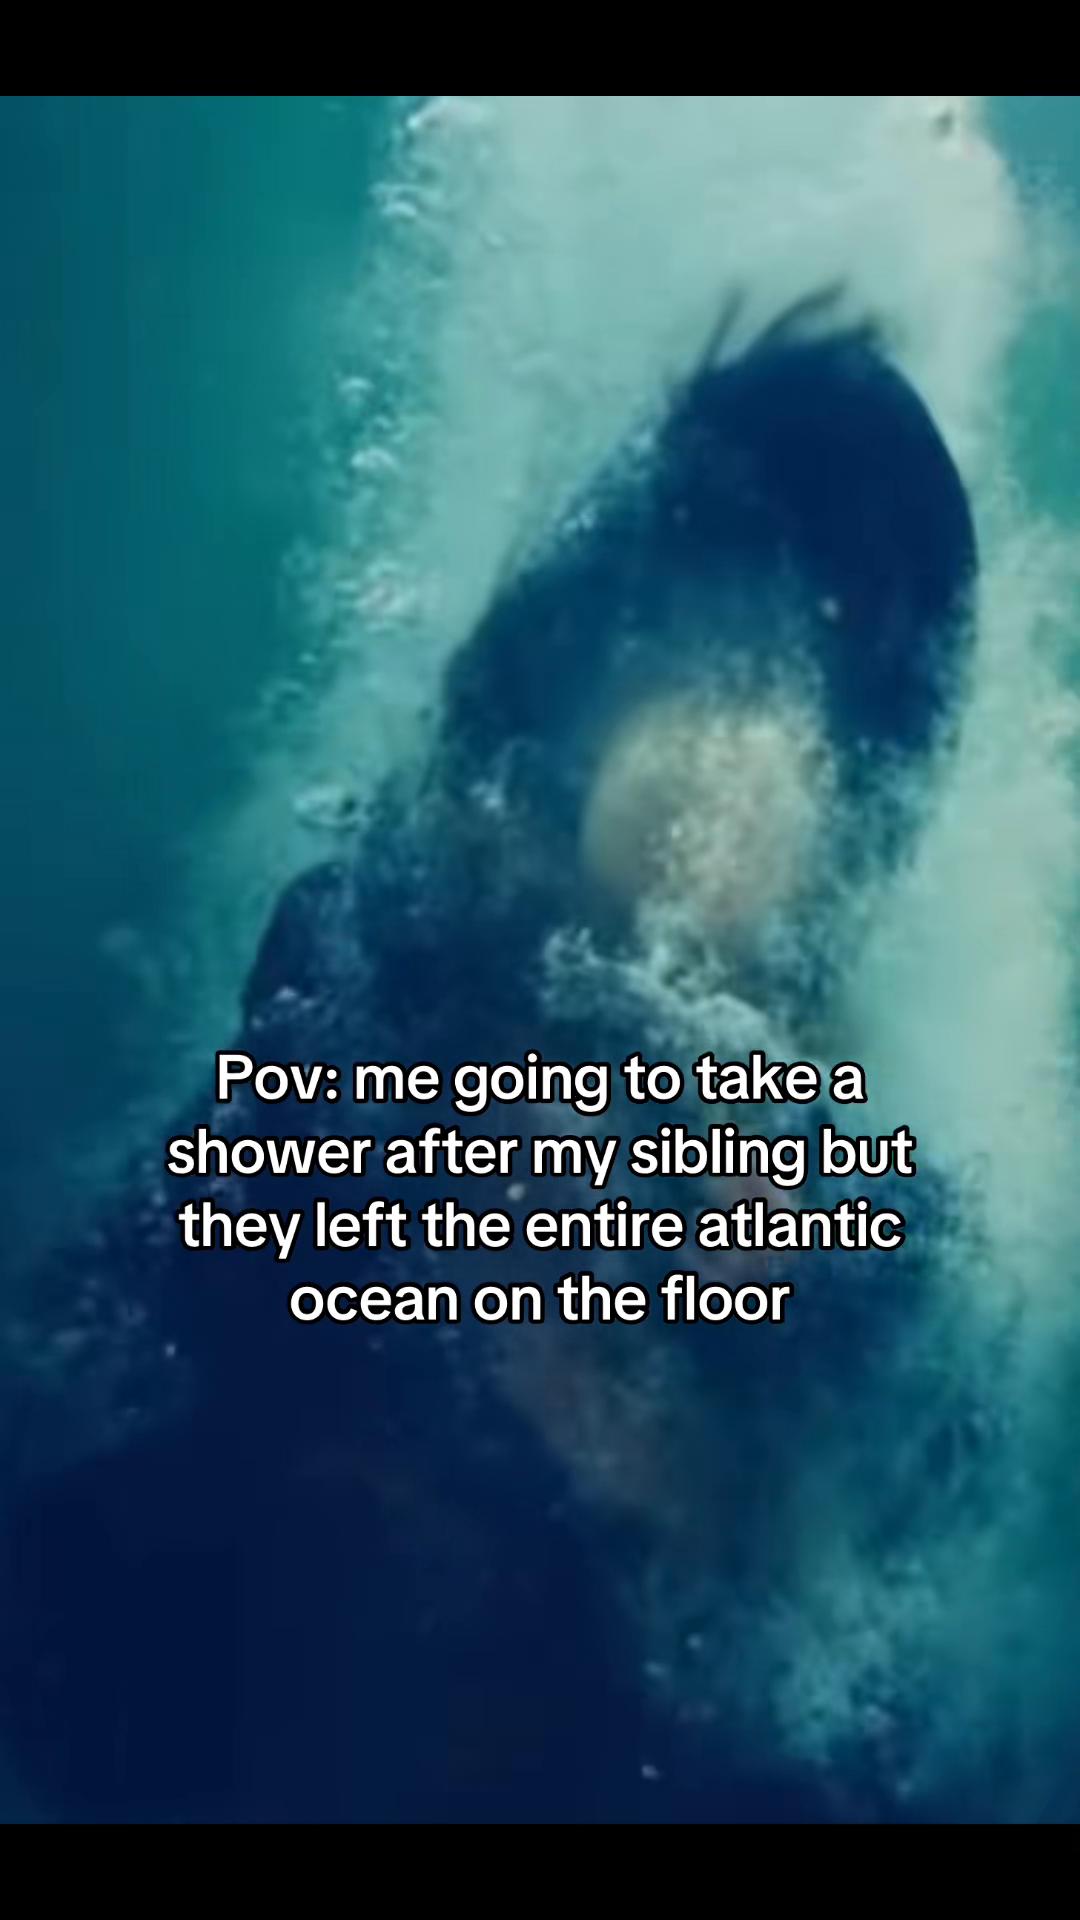 Pov: me going to take a
shower after my sibling but
they left the entire atlantic
ocean on the floor